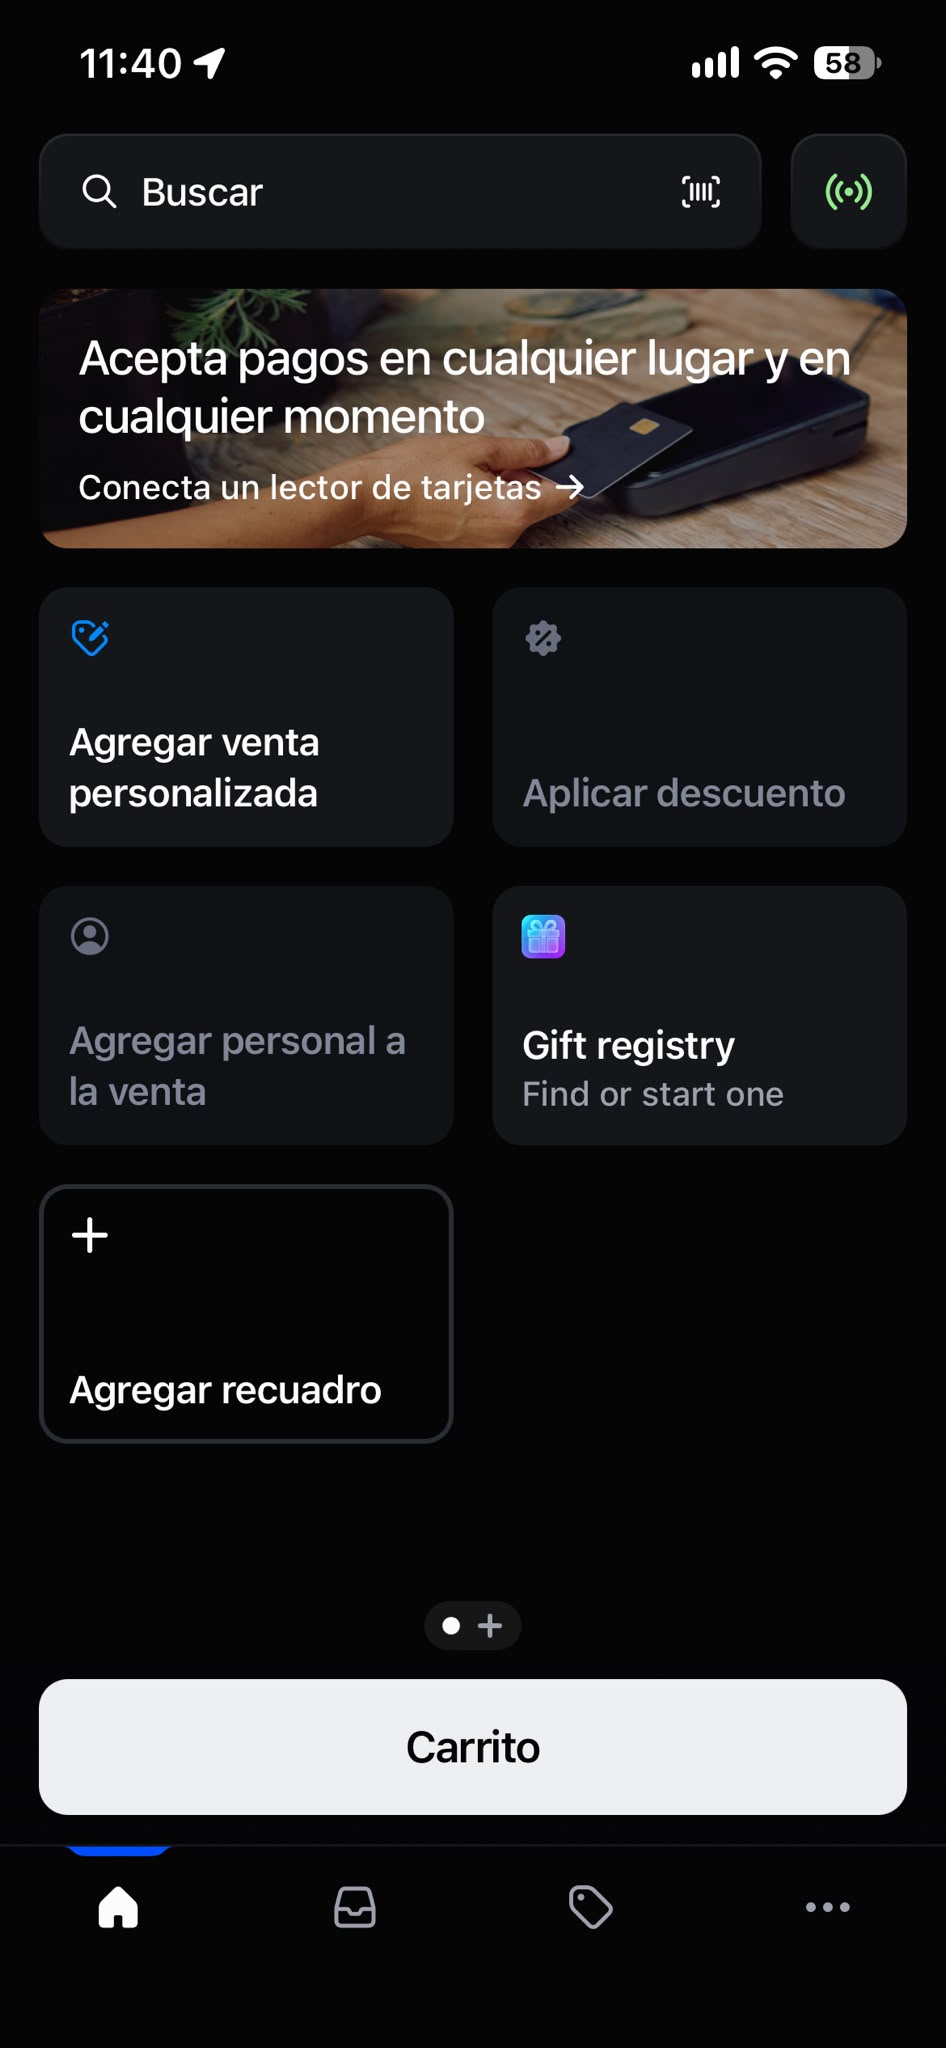 11:40
58
Buscar
Acepta pagos en cualquier lugar y en
cualquier momento
Conecta un lector de tarjetas →
Agregar venta
personalizada
Aplicar descuento
Agregar personal a
la venta
Gift registry
Find or start one
Agregar recuadro
Carrito